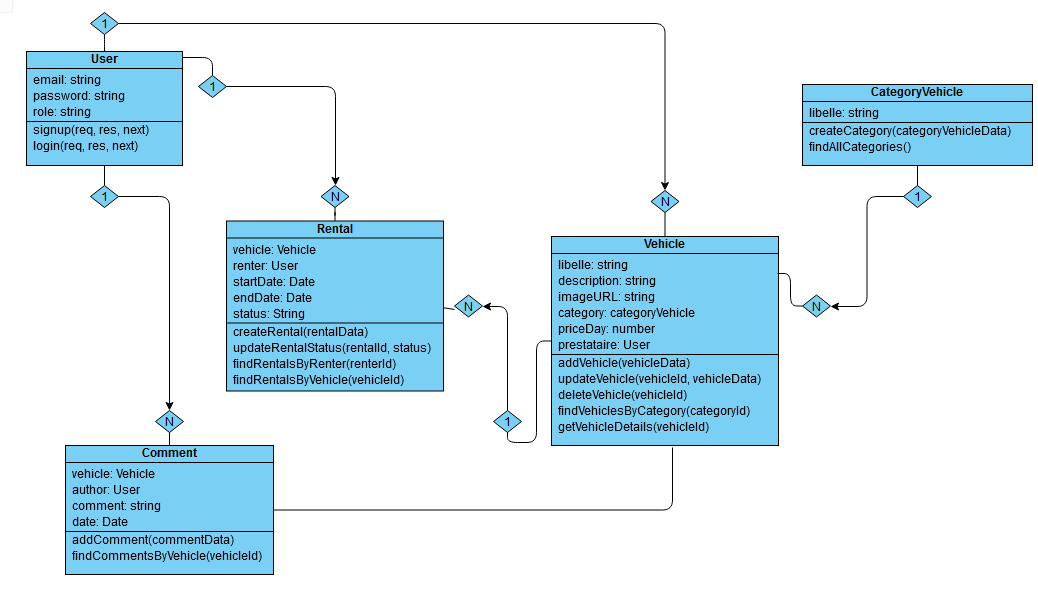 1
User
email: string
password: string
role: string
signup(req, res, next)
login(req, res, next)
1
N
1
N
1
N
Rental
vehicle: Vehicle
renter: User
startDate: Date
endDate: Date
status: String
createRental(rentalData)
updateRentalStatus(rentalId, status)
findRentalsByRenter(renterId)
findRentalsByVehicle(vehicleId)
N
1
Vehicle
libelle: string
description: string
imageURL: string
category: categoryVehicle
priceDay: number
prestataire: User
addVehicle(vehicleData)
updateVehicle(vehicleId, vehicleData)
deleteVehicle(vehicleId)
findVehiclesByCategory(categoryId)
getVehicleDetails(vehicleId)
CategoryVehicle
libelle: string
createCategory(categoryVehicleData)
findAllCategories()
1
N
Comment
vehicle: Vehicle
author: User
comment: string
date: Date
addComment(commentData)
findCommentsByVehicle(vehicleId)